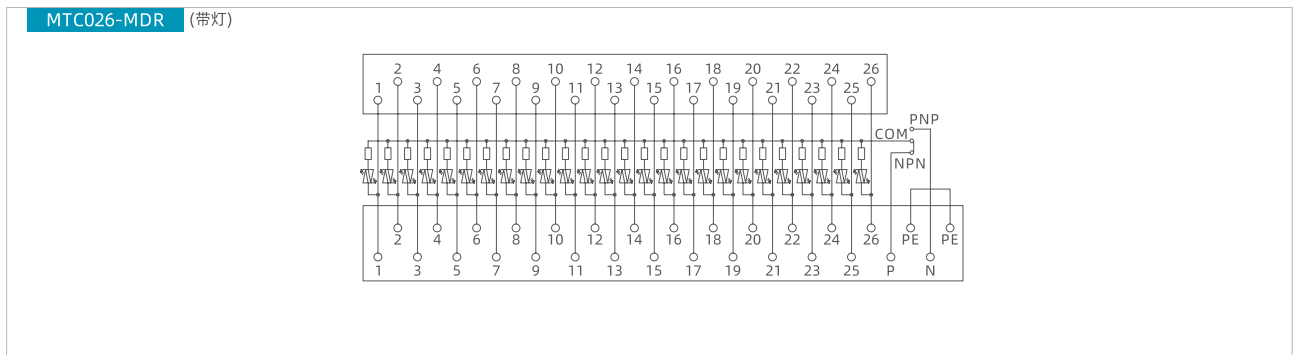 MTC026-MDR (带灯)
2 4 6 8 10 12 14 16 18 20 22 24 26
1 3 5 7 9 11 13 15 17 19 21 23 25
PNP
COM
NPN
2 4 6 8 10 12 14 16 18 20 22 24 26 PE PE
1 3 5 7 9 11 13 15 17 19 21 23 25 P N